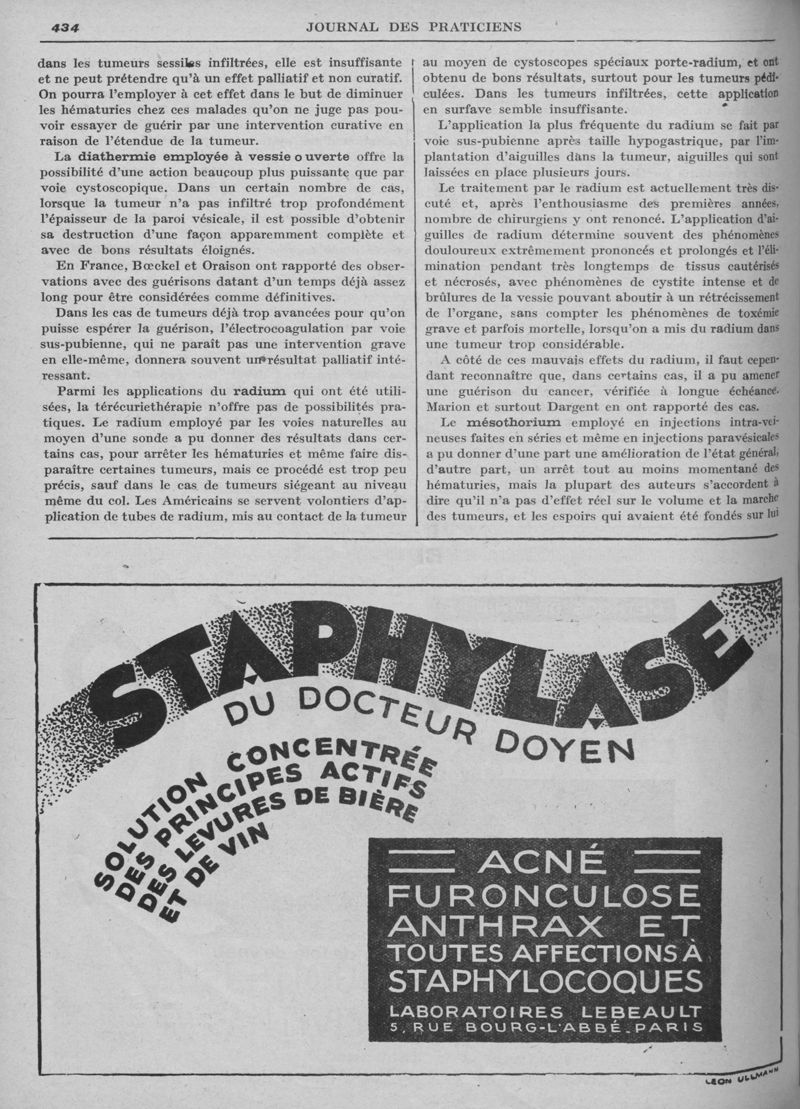 434
JOURNAL DES PRATICIENS
dans les tumeurs sessiles infiltrées, elle est insuffisante
et ne peut prétendre qu'à un effet palliatif et non curatif.
On pourra l'employer à cet effet dans le but de diminuer
les hématuries chez ces malades qu'on ne juge pas pou-
voir essayer de guérir par une intervention curative en
raison de l'étendue de la tumeur.
La diathermie employée à vessie ouverte offre la
possibilité d'une action beaucoup plus puissante que par
voie cystoscopique. Dans un certain nombre de cas,
lorsque la tumeur n'a pas infiltré trop profondément
l'épaisseur de la paroi vésicale, il est possible d'obtenir
sa destruction d'une façon apparemment complète et
avec de bons résultats éloignés.
En France, Bœckel et Oraison ont rapporté des obser-
vations avec des guérisons datant d'un temps déjà assez
long pour être considérées comme définitives.
Dans les cas de tumeurs déjà trop avancées pour qu'on
puisse espérer la guérison, l'électrocoagulation par voie
sus-pubienne, qui ne paraît pas une intervention grave
en elle-même, donnera souvent un résultat palliatif inté-
ressant.
Parmi les applications du radium qui ont été utili-
sées, la térécuriethérapie n'offre pas de possibilités pra-
tiques. Le radium employé par les voies naturelles au
moyen d'une sonde a pu donner des résultats dans cer-
tains cas, pour arrêter les hématuries et même faire dis-
paraître certaines tumeurs, mais ce procédé est trop peu
précis, sauf dans le cas de tumeurs siégeant au niveau
même du col. Les Américains se servent volontiers d'ap-
plication de tubes de radium, mis au contact de la tumeur
au moyen de cystoscopes spéciaux porte-radium, et ont
obtenu de bons résultats, surtout pour les tumeurs pédi-
culées. Dans les tumeurs infiltrées, cette application
en surfave semble insuffisante.
L'application la plus fréquente du radium se fait par
voie sus-pubienne après taille hypogastrique, par l'im-
plantation d'aiguilles dans la tumeur, aiguilles qui sont
laissées en place plusieurs jours.
Le traitement par le radium est actuellement très dis-
cuté et, après l'enthousiasme des premières années,
nombre de chirurgiens y ont renoncé. L'application d'ai-
guilles de radium détermine souvent des phénomènes
douloureux extrêmement prononcés et prolongés et l'éli-
mination pendant très longtemps de tissus cautérisés
et nécrosés, avec phénomènes de cystite intense et de
brûlures de la vessie pouvant aboutir à un rétrécissement
de l'organe, sans compter les phénomènes de toxémie
grave et parfois mortelle, lorsqu'on a mis du radium dans
une tumeur trop considérable.
A côté de ces mauvais effets du radium, il faut cepen-
dant reconnaître que, dans certains cas, il a pu amener
une guérison du cancer, vérifiée à longue échéance.
Marion et surtout Dargent en ont rapporté des cas.
Le mésothorium employé en injections intra-vei-
neuses faites en séries et même en injections paravésicales
a pu donner d'une part une amélioration de l'état général,
d'autre part, un arrêt tout au moins momentané des
hématuries, mais la plupart des auteurs s'accordent à
dire qu'il n'a pas d'effet réel sur le volume et la marche
des tumeurs, et les espoirs qui avaient été fondés sur lui
STAPHYLASE
DU DOCTEUR DOYEN
SOLUTION CONCENTRÉE
DES PRINCIPES ACTIFS
DES LEVURES DE BIÈRE
ET DE VIN
ACNÉ
FURONCULOSE
ANTHRAX ET
TOUTES AFFECTIONS À
STAPHYLOCOQUES
LABORATOIRES LEBEAULT
5, RUE BOURG-L'ABBÉ - PARIS
LEON ULLMANN